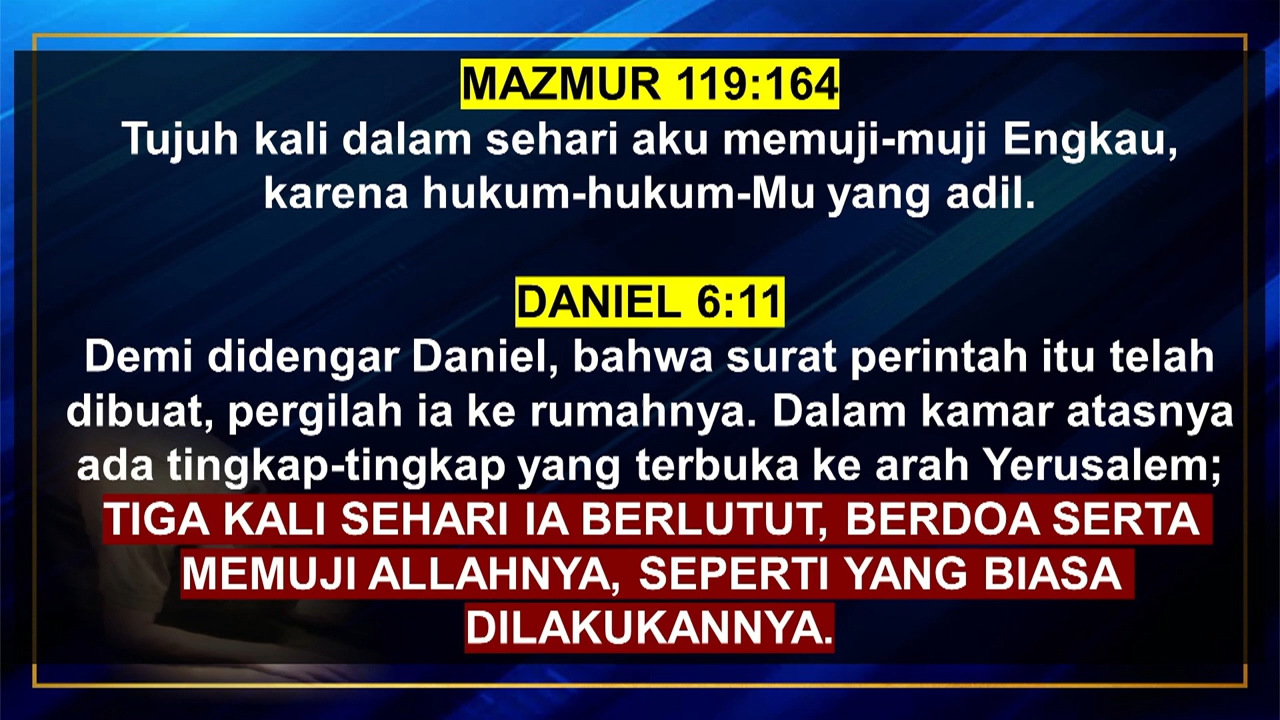 MAZMUR 119:164
Tujuh kali dalam sehari aku memuji-muji Engkau,
karena hukum-hukum-Mu yang adil.
DANIEL 6:11
Demi didengar Daniel, bahwa surat perintah itu telah
dibuat, pergilah ia ke rumahnya. Dalam kamar atasnya
ada tingkap-tingkap yang terbuka ke arah Yerusalem;
TIGA KALI SEHARI IA BERLUTUT, BERDOA SERTA
MEMUJI ALLAHNYA, SEPERTI YANG BIASA
DILAKUKANNYA.